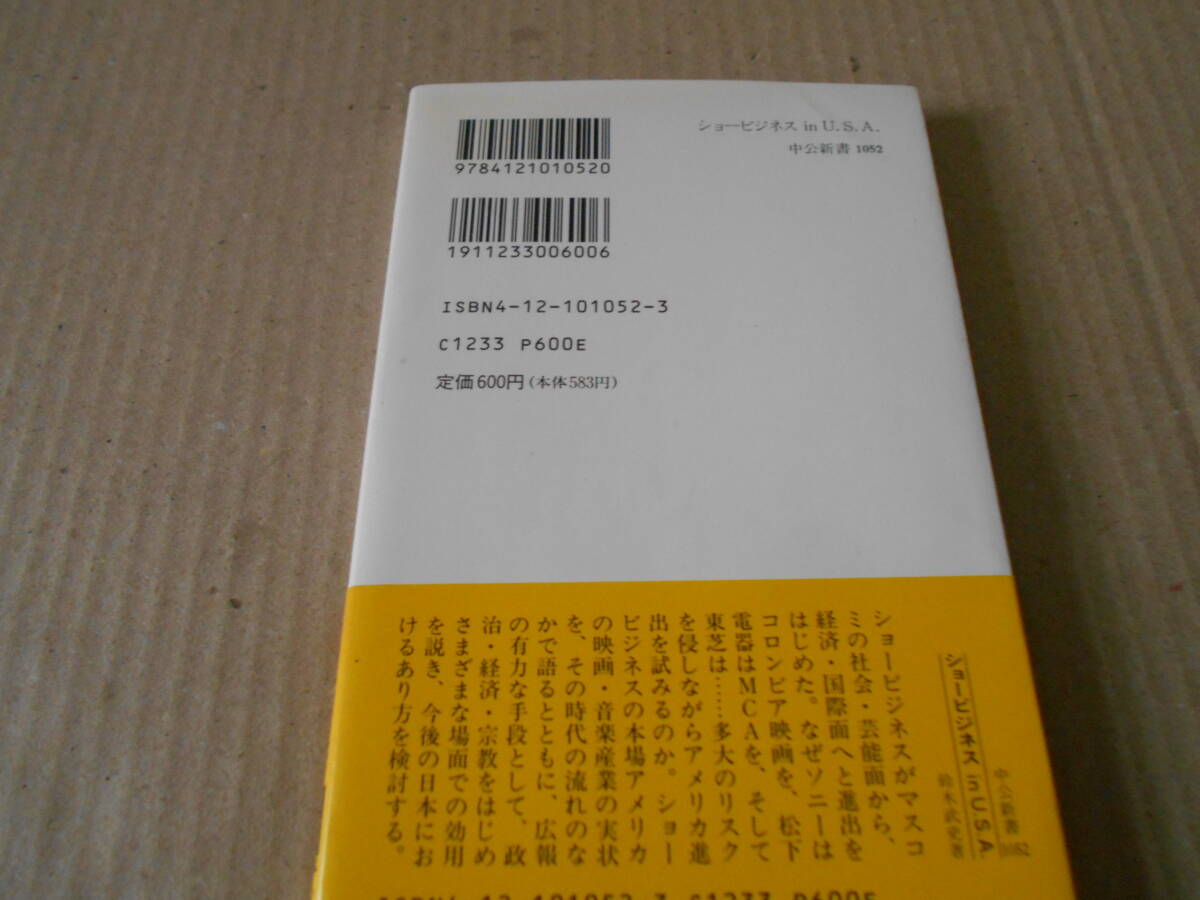 ショービジネス in U.S.A.
中公新書 1052
9784121010520
1911233006006
ISBN4-12-101052-3
C1233 P600E
定価600円(本体583円)
中公新書 1052
ショービジネス in U.S.A.
鈴木武史著
ショービジネスがマスコ
ミの社会・芸能面から、
経済・国際面へと進出を
はじめた。なぜソニーは
コロンビア映画を、松下
電器はMCAを、そして
東芝は……多大のリスク
を侵しながらアメリカ進
出を試みるのか。ショー
ビジネスの本場アメリカ
の映画・音楽産業の実状
を、その時代の流れのな
かで語るとともに、広報
の有力な手段として、政
治・経済・宗教をはじめ
さまざまな場面での効用
を説き、今後の日本にお
けるあり方を検討する。
ISBN4-12-101052-3 C1233 P600E